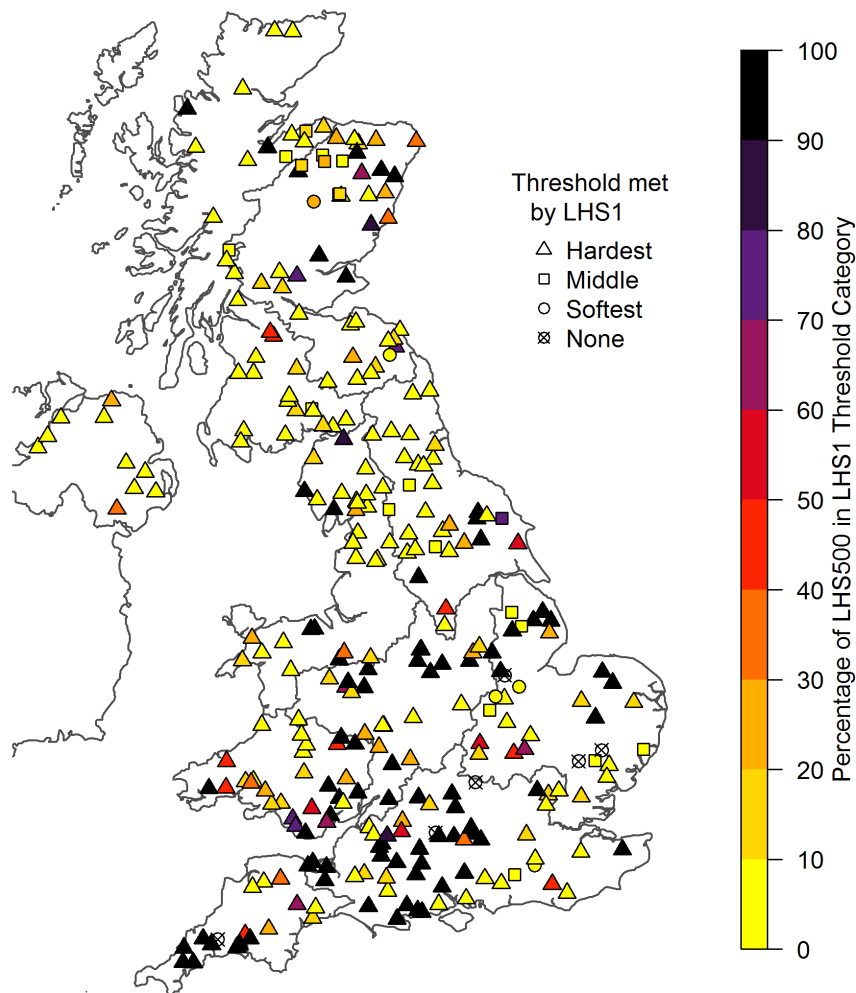 Threshold met
by LHS1
Hardest
Middle
Softest
None
100
90
80
70
60
50
40
30
20
10
0
Percentage of LHS500 in LHS1 Threshold Category